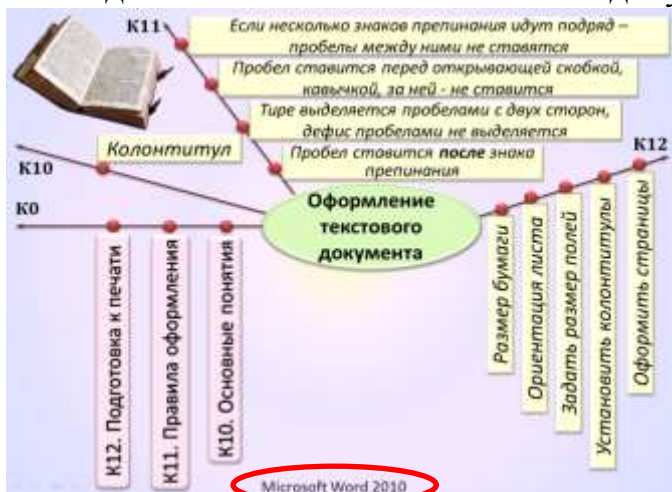 К11
Если несколько знаков препинания идут подряд –
пробелы между ними не ставятся
Пробел ставится перед открывающей скобкой,
кавычкой, за ней - не ставится
Тире выделяется пробелами с двух сторон,
дефис пробелами не выделяется
Пробел ставится после знака
препинания
Колонтитул
К10
К12
К0
Оформление
текстового
документа
К12. Подготовка к печати
К11. Правила оформления
К10. Основные понятия
Размер бумаги
Ориентация листа
Задать размер полей
Установить колонтитулы
Оформить страницы
Microsoft Word 2010